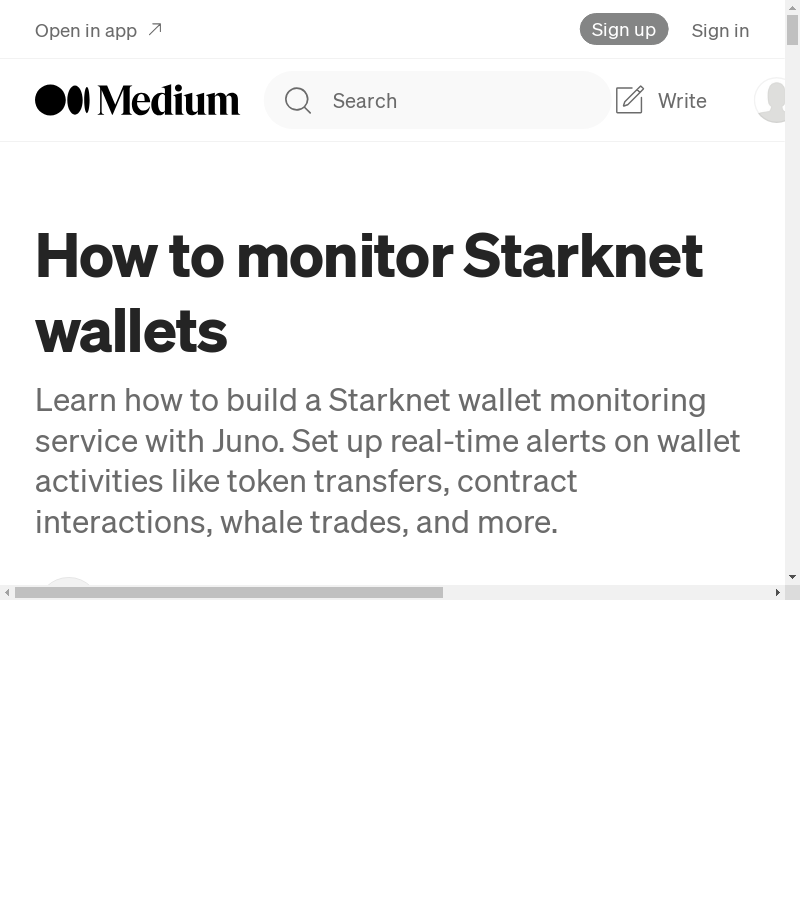 Open in app
Sign up
Sign in
Medium
Search
Write
How to monitor Starknet
wallets
Learn how to build a Starknet wallet monitoring
service with Juno. Set up real-time alerts on wallet
activities like token transfers, contract
interactions, whale trades, and more.